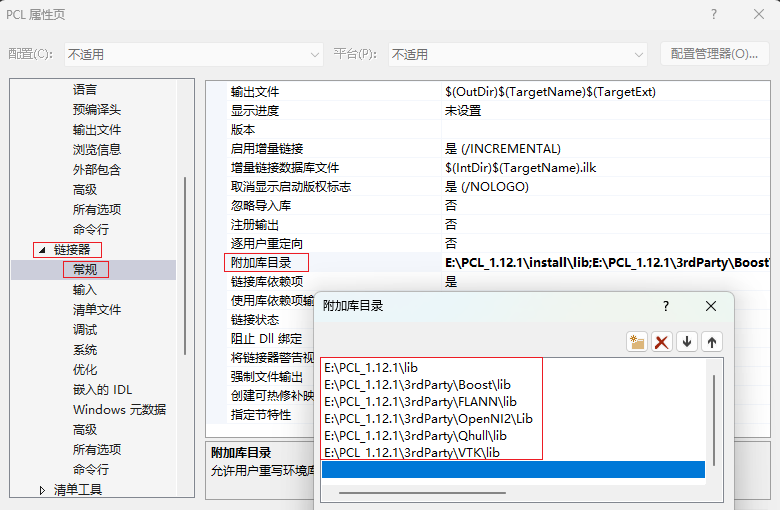 PCL 属性页
配置(C): 不适用 平台(P): 不适用 配置管理器(O)...
语言
预编译头
输出文件
浏览信息
外部包含
高级
所有选项
命令行
链接器
常规
输入
清单文件
调试
系统
优化
嵌入的 IDL
Windows 元数据
高级
所有选项
命令行
清单工具
输出文件 $(OutDir)$(TargetName)$(TargetExt)
显示进度 未设置
版本
启用增量链接 是 (/INCREMENTAL)
增量链接数据库文件 $(IntDir)$(TargetName).ilk
取消显示启动版权标志 是 (/NOLOGO)
忽略导入库 否
注册输出 否
逐用户重定向 否
附加库目录 E:\PCL_1.12.1\install\lib;E:\PCL_1.12.1\3rdParty\Boost\
链接库依赖项 是
使用库依赖项输
链接状态
阻止 Dll 绑定
将链接器警告视
强制文件输出
创建可热修补映
指定节特性
附加库目录
允许用户重写环境库
附加库目录
E:\PCL_1.12.1\lib
E:\PCL_1.12.1\3rdParty\Boost\lib
E:\PCL_1.12.1\3rdParty\FLANN\lib
E:\PCL_1.12.1\3rdParty\OpenNI2\Lib
E:\PCL_1.12.1\3rdParty\Qhull\lib
E:\PCL_1.12.1\3rdParty\VTK\lib